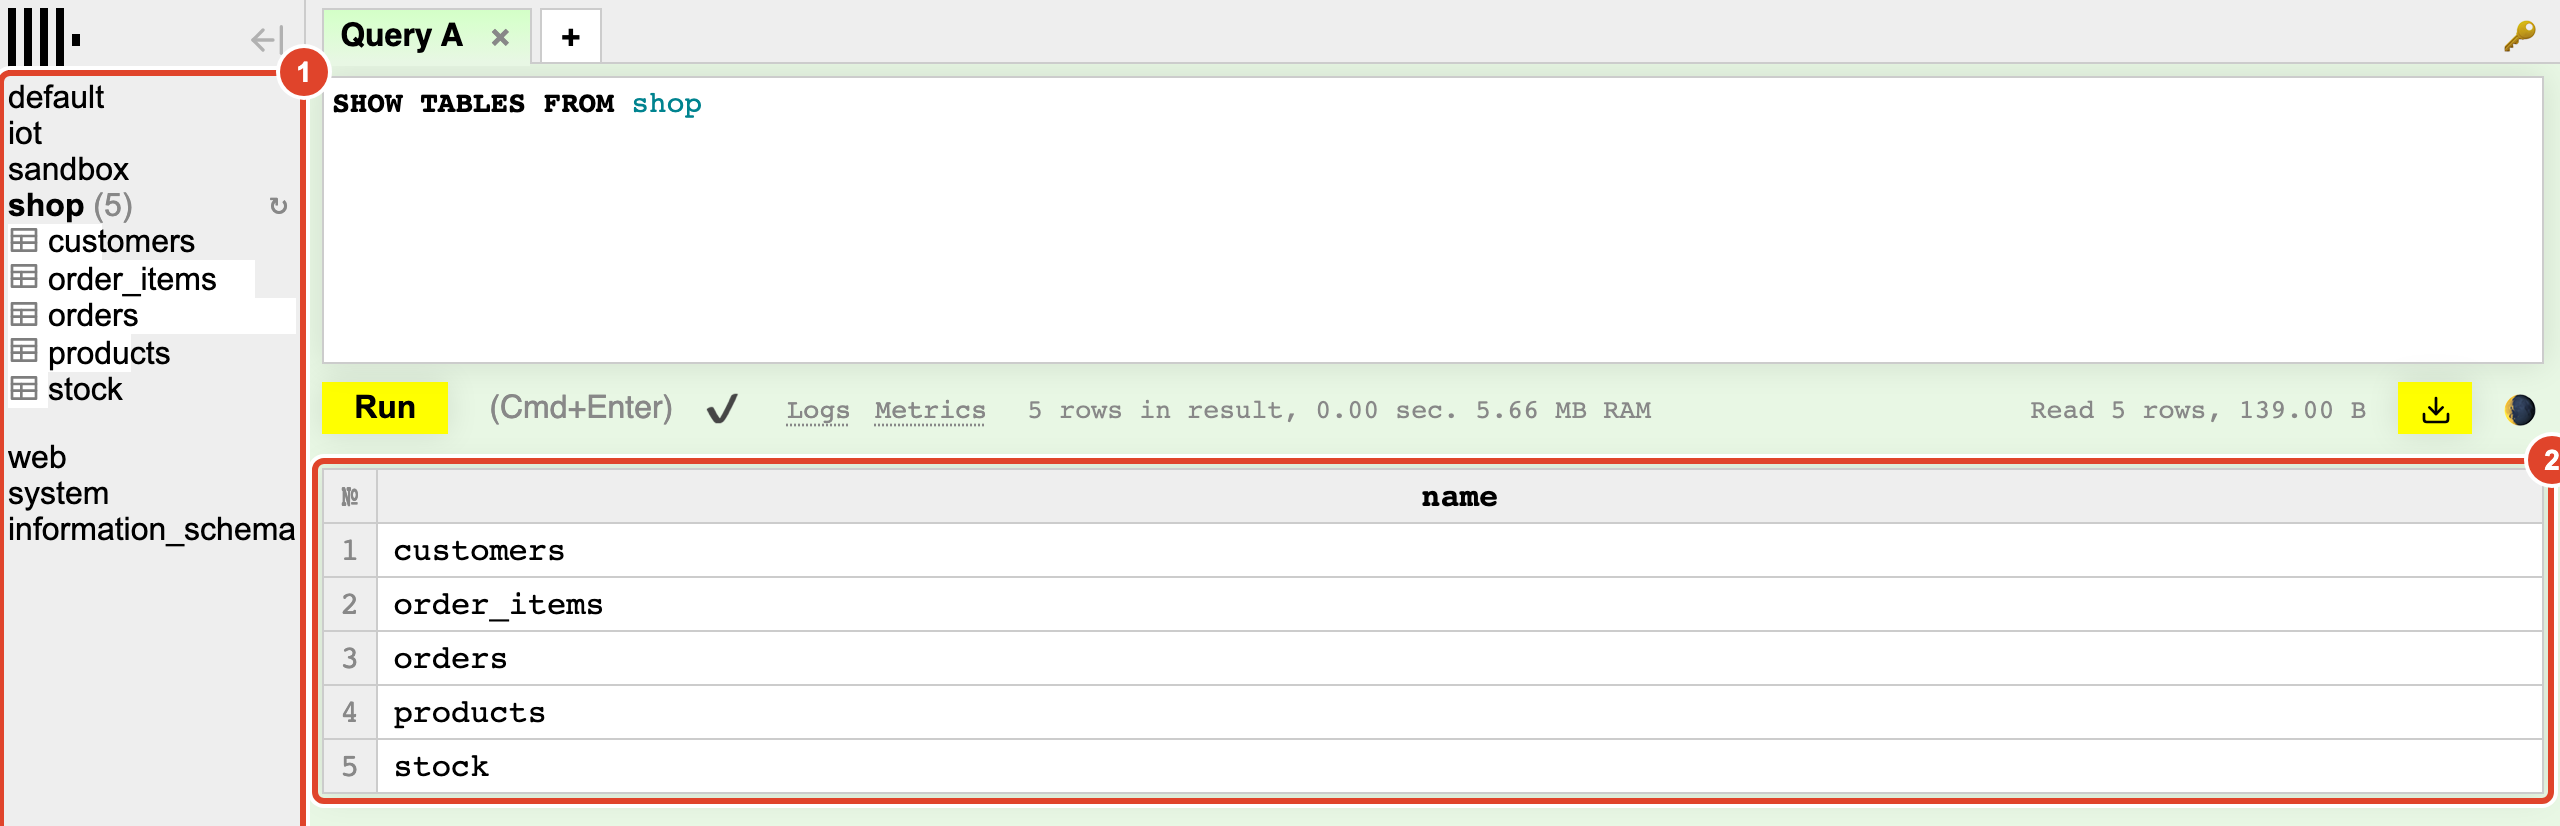 1
default
iot
sandbox
shop (5) ↻
customers
order_items
orders
products
stock
web
system
information_schema
Query A × +
SHOW TABLES FROM shop
Run (Cmd+Enter) ✔ Logs Metrics 5 rows in result, 0.00 sec. 5.66 MB RAM Read 5 rows, 139.00 B
2
№ name
1 customers
2 order_items
3 orders
4 products
5 stock